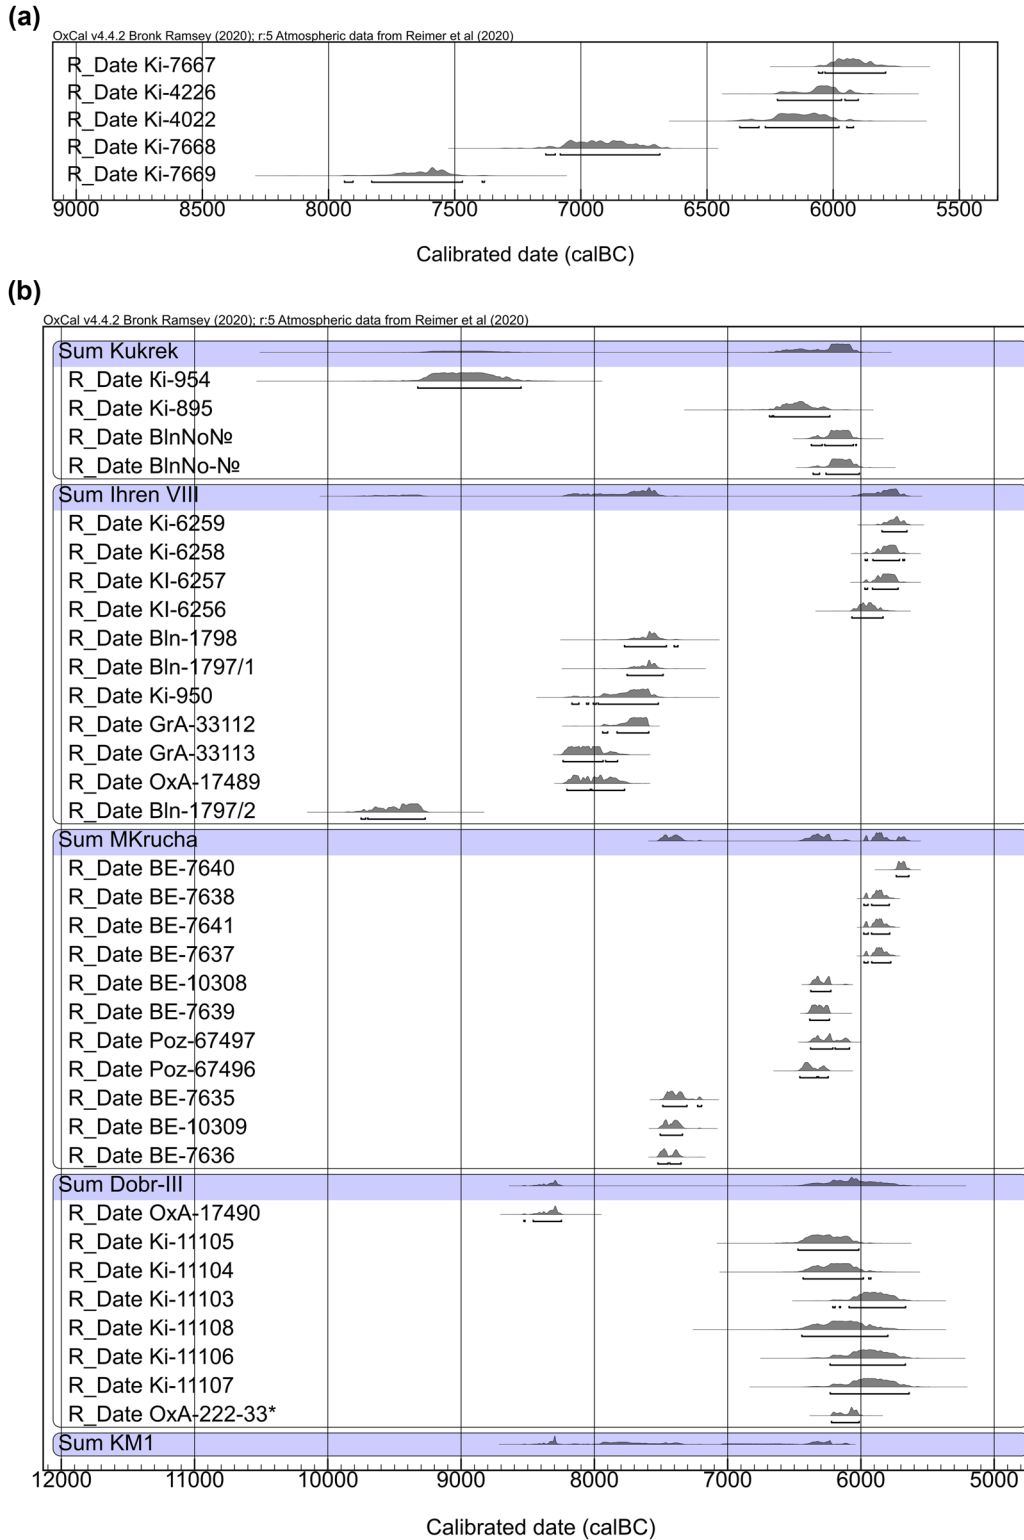 (a)
OxCal v4.4.2 Bronk Ramsey (2020); r:5 Atmospheric data from Reimer et al (2020)
R_Date Ki-7667
R_Date Ki-4226
R_Date Ki-4022
R_Date Ki-7668
R_Date Ki-7669
9000 8500 8000 7500 7000 6500 6000 5500
Calibrated date (calBC)
(b)
OxCal v4.4.2 Bronk Ramsey (2020); r:5 Atmospheric data from Reimer et al (2020)
Sum Kukrek
R_Date Ki-954
R_Date Ki-895
R_Date BlnNo№
R_Date BlnNo-№
Sum Ihren VIII
R_Date Ki-6259
R_Date Ki-6258
R_Date KI-6257
R_Date KI-6256
R_Date Bln-1798
R_Date Bln-1797/1
R_Date Ki-950
R_Date GrA-33112
R_Date GrA-33113
R_Date OxA-17489
R_Date Bln-1797/2
Sum MKrucha
R_Date BE-7640
R_Date BE-7638
R_Date BE-7641
R_Date BE-7637
R_Date BE-10308
R_Date BE-7639
R_Date Poz-67497
R_Date Poz-67496
R_Date BE-7635
R_Date BE-10309
R_Date BE-7636
Sum Dobr-III
R_Date OxA-17490
R_Date Ki-11105
R_Date Ki-11104
R_Date Ki-11103
R_Date Ki-11108
R_Date Ki-11106
R_Date Ki-11107
R_Date OxA-222-33*
Sum KM1
12000 11000 10000 9000 8000 7000 6000 5000
Calibrated date (calBC)